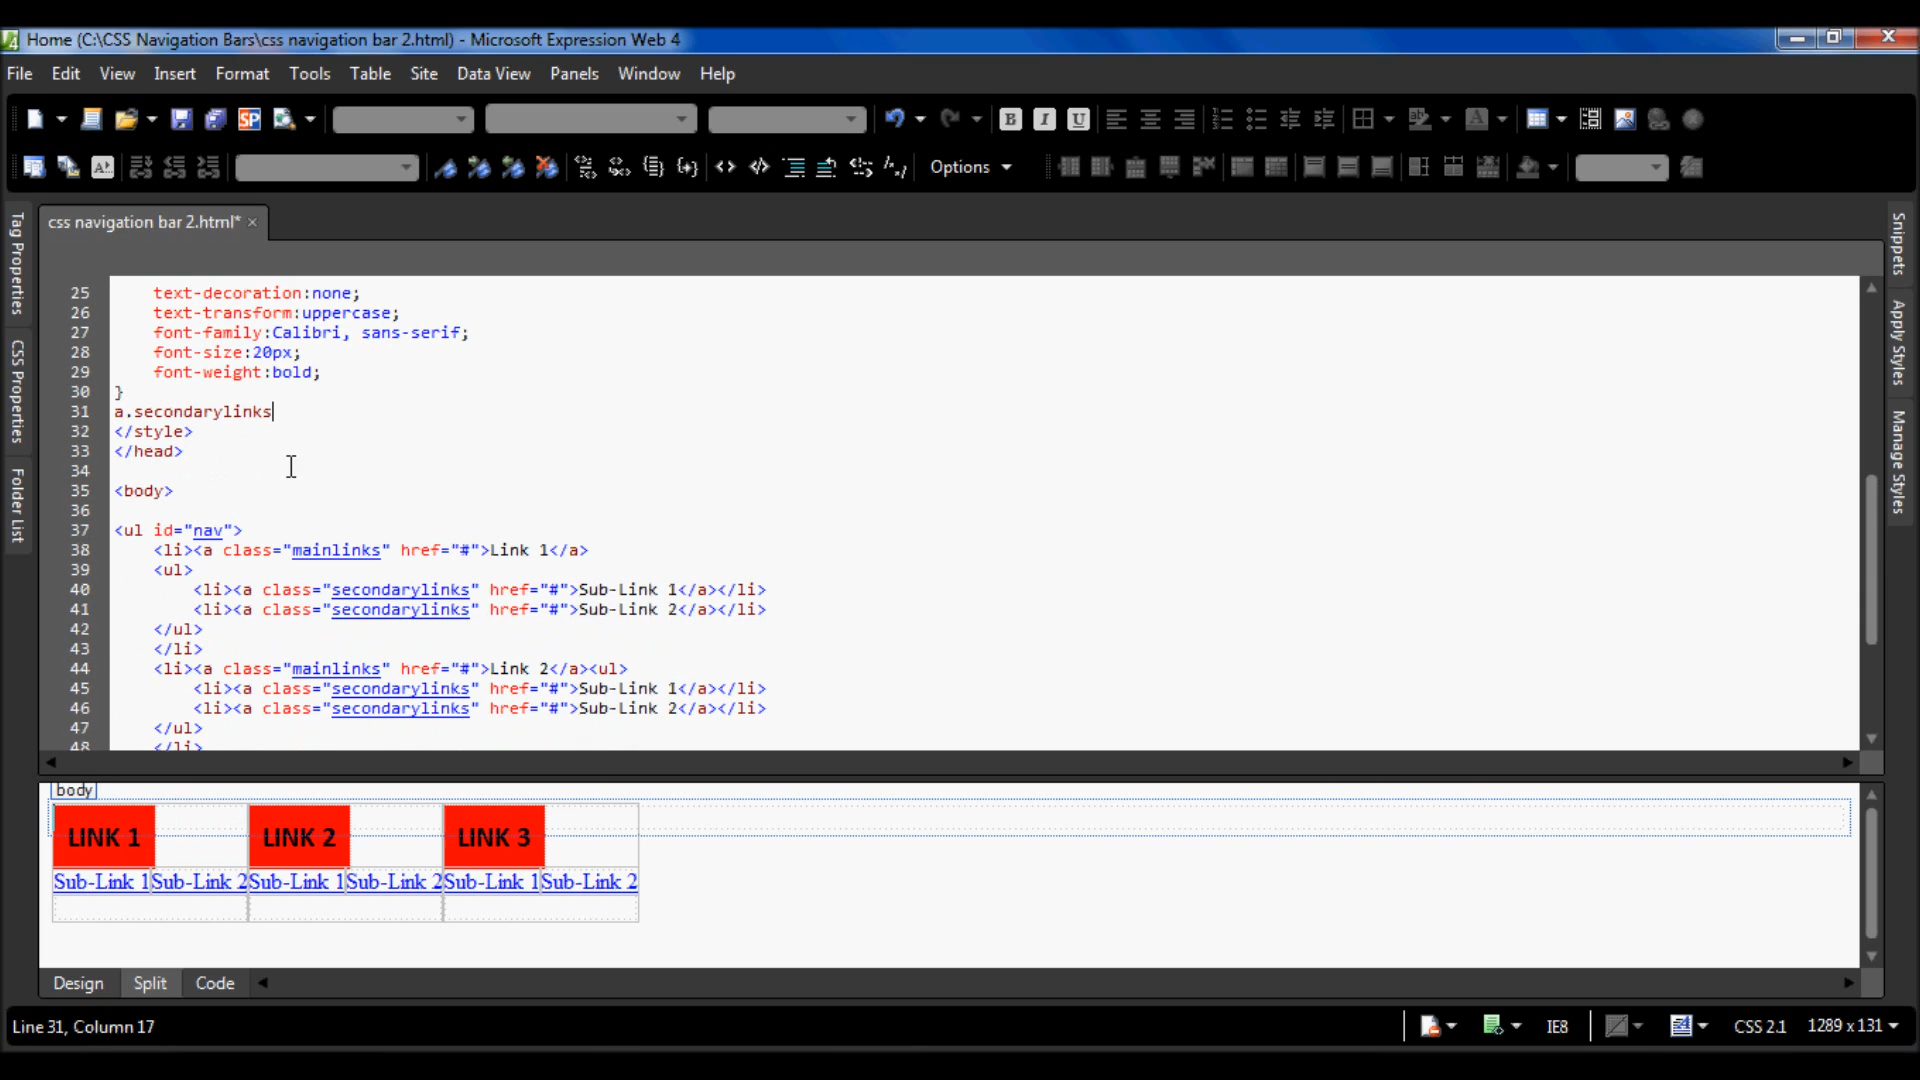 Home (C:\CSS Navigation Bars\css navigation bar 2.html) - Microsoft Expression Web 4
File Edit View Insert Format Tools Table Site Data View Panels Window Help
SP B I U A
A Options
css navigation bar 2.html* ×
Tag Properties
CSS Properties
Folder List
Snippets
Apply Styles
Manage Styles
25 text-decoration:none;
26 text-transform:uppercase;
27 font-family:Calibri, sans-serif;
28 font-size:20px;
29 font-weight:bold;
30 }
31 a.secondarylinks
32 </style>
33 </head>
34
35 <body>
36
37 <ul id="nav">
38 <li><a class="mainlinks" href="#">Link 1</a>
39 <ul>
40 <li><a class="secondarylinks" href="#">Sub-Link 1</a></li>
41 <li><a class="secondarylinks" href="#">Sub-Link 2</a></li>
42 </ul>
43 </li>
44 <li><a class="mainlinks" href="#">Link 2</a><ul>
45 <li><a class="secondarylinks" href="#">Sub-Link 1</a></li>
46 <li><a class="secondarylinks" href="#">Sub-Link 2</a></li>
47 </ul>
48 </li>
body
LINK 1 LINK 2 LINK 3
Sub-Link 1 Sub-Link 2 Sub-Link 1 Sub-Link 2 Sub-Link 1 Sub-Link 2
Design Split Code
Line 31, Column 17 IE8 CSS 2.1 1289 x 131